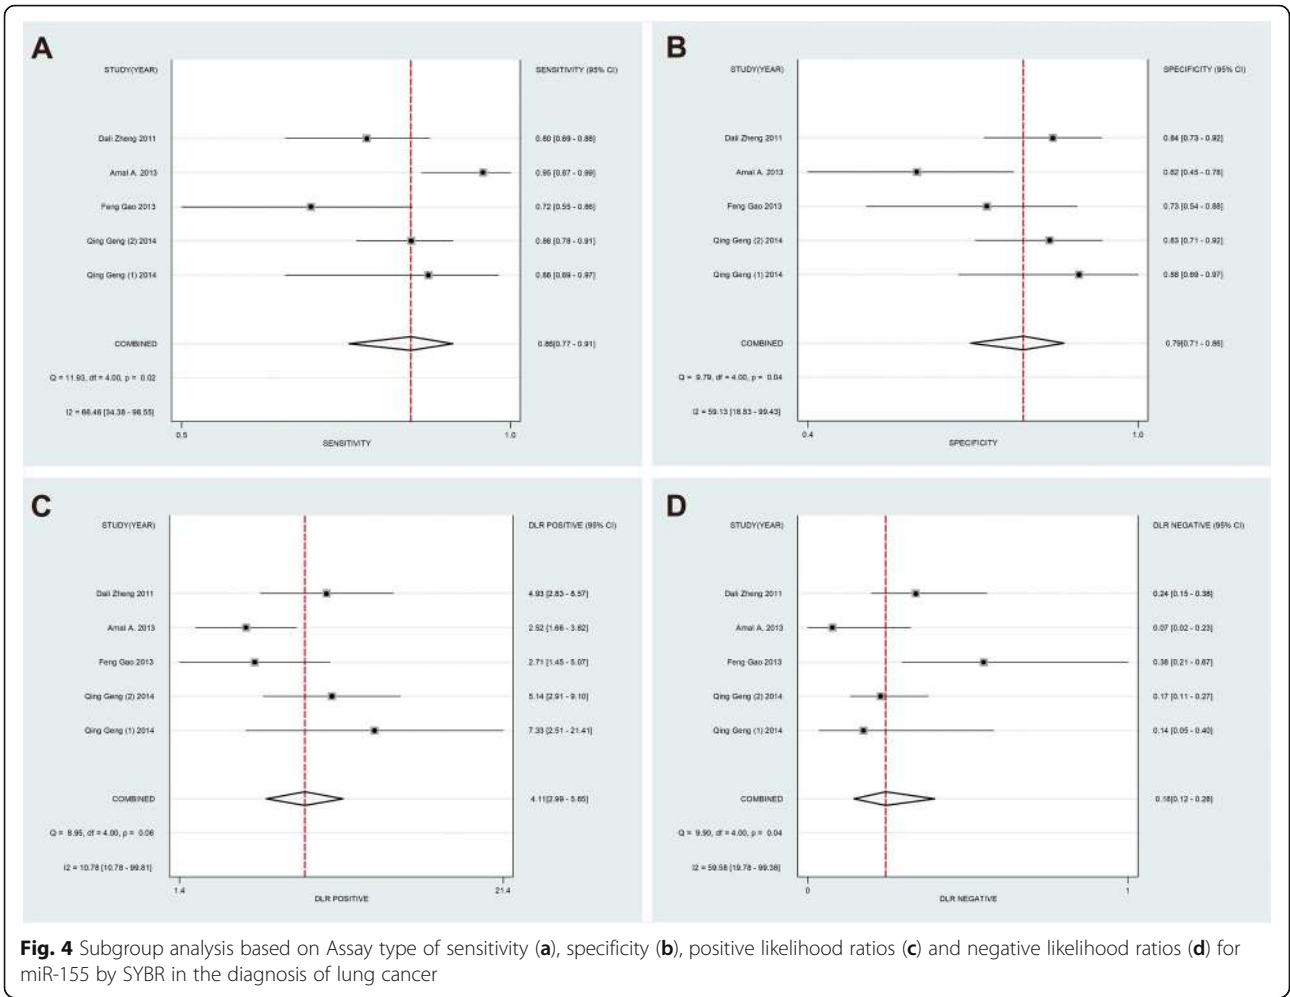 A
STUDY(YEAR) SENSITIVITY (95% CI)
Dali Zheng 2011 0.80 [0.69 - 0.88]
Amal A. 2013 0.95 [0.87 - 0.99]
Feng Gao 2013 0.72 [0.55 - 0.86]
Qing Geng (2) 2014 0.86 [0.78 - 0.91]
Qing Geng (1) 2014 0.88 [0.69 - 0.97]
COMBINED 0.86[0.77 - 0.91]
Q = 11.93, df = 4.00, p = 0.02
I2 = 66.46 [34.38 - 98.55]
0.5 1.0
SENSITIVITY
B
STUDY(YEAR) SPECIFICITY (95% CI)
Dali Zheng 2011 0.84 [0.73 - 0.92]
Amal A. 2013 0.62 [0.45 - 0.78]
Feng Gao 2013 0.73 [0.54 - 0.88]
Qing Geng (2) 2014 0.83 [0.71 - 0.92]
Qing Geng (1) 2014 0.88 [0.69 - 0.97]
COMBINED 0.79[0.71 - 0.86]
Q = 9.79, df = 4.00, p = 0.04
I2 = 59.13 [18.83 - 99.43]
0.4 1.0
SPECIFICITY
C
STUDY(YEAR) DLR POSITIVE (95% CI)
Dali Zheng 2011 4.93 [2.83 - 8.57]
Amal A. 2013 2.52 [1.66 - 3.82]
Feng Gao 2013 2.71 [1.45 - 5.07]
Qing Geng (2) 2014 5.14 [2.91 - 9.10]
Qing Geng (1) 2014 7.33 [2.51 - 21.41]
COMBINED 4.11[2.99 - 5.65]
Q = 8.95, df = 4.00, p = 0.06
I2 = 10.78 [10.78 - 99.81]
1.4 21.4
DLR POSITIVE
D
STUDY(YEAR) DLR NEGATIVE (95% CI)
Dali Zheng 2011 0.24 [0.15 - 0.38]
Amal A. 2013 0.07 [0.02 - 0.23]
Feng Gao 2013 0.38 [0.21 - 0.67]
Qing Geng (2) 2014 0.17 [0.11 - 0.27]
Qing Geng (1) 2014 0.14 [0.05 - 0.40]
COMBINED 0.18[0.12 - 0.28]
Q = 9.90, df = 4.00, p = 0.04
I2 = 59.58 [19.78 - 99.38]
0 1
DLR NEGATIVE
Fig. 4 Subgroup analysis based on Assay type of sensitivity (a), specificity (b), positive likelihood ratios (c) and negative likelihood ratios (d) for
miR-155 by SYBR in the diagnosis of lung cancer